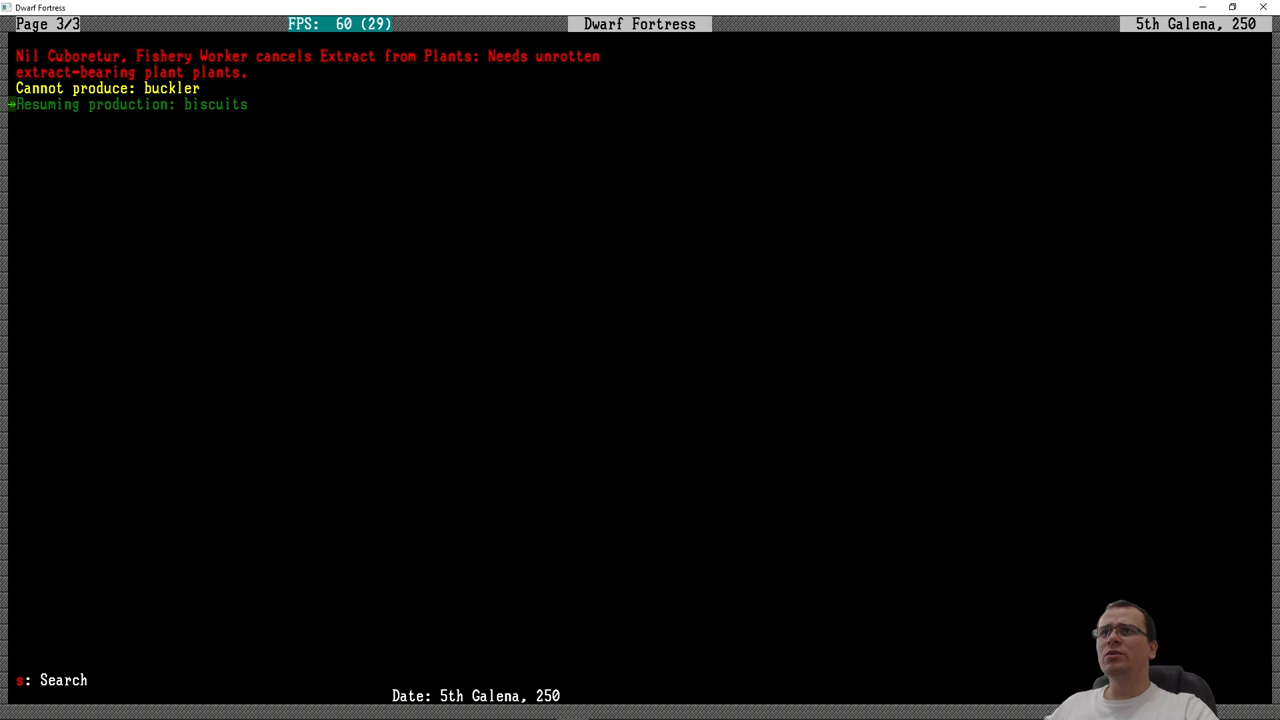 Dwarf Fortress
Page 3/3 FPS: 60 (29) Dwarf Fortress 5th Galena, 250
Nil Cuboretur, Fishery Worker cancels Extract from Plants: Needs unrotten
extract-bearing plant plants.
Cannot produce: buckler
Resuming production: biscuits
s: Search
Date: 5th Galena, 250